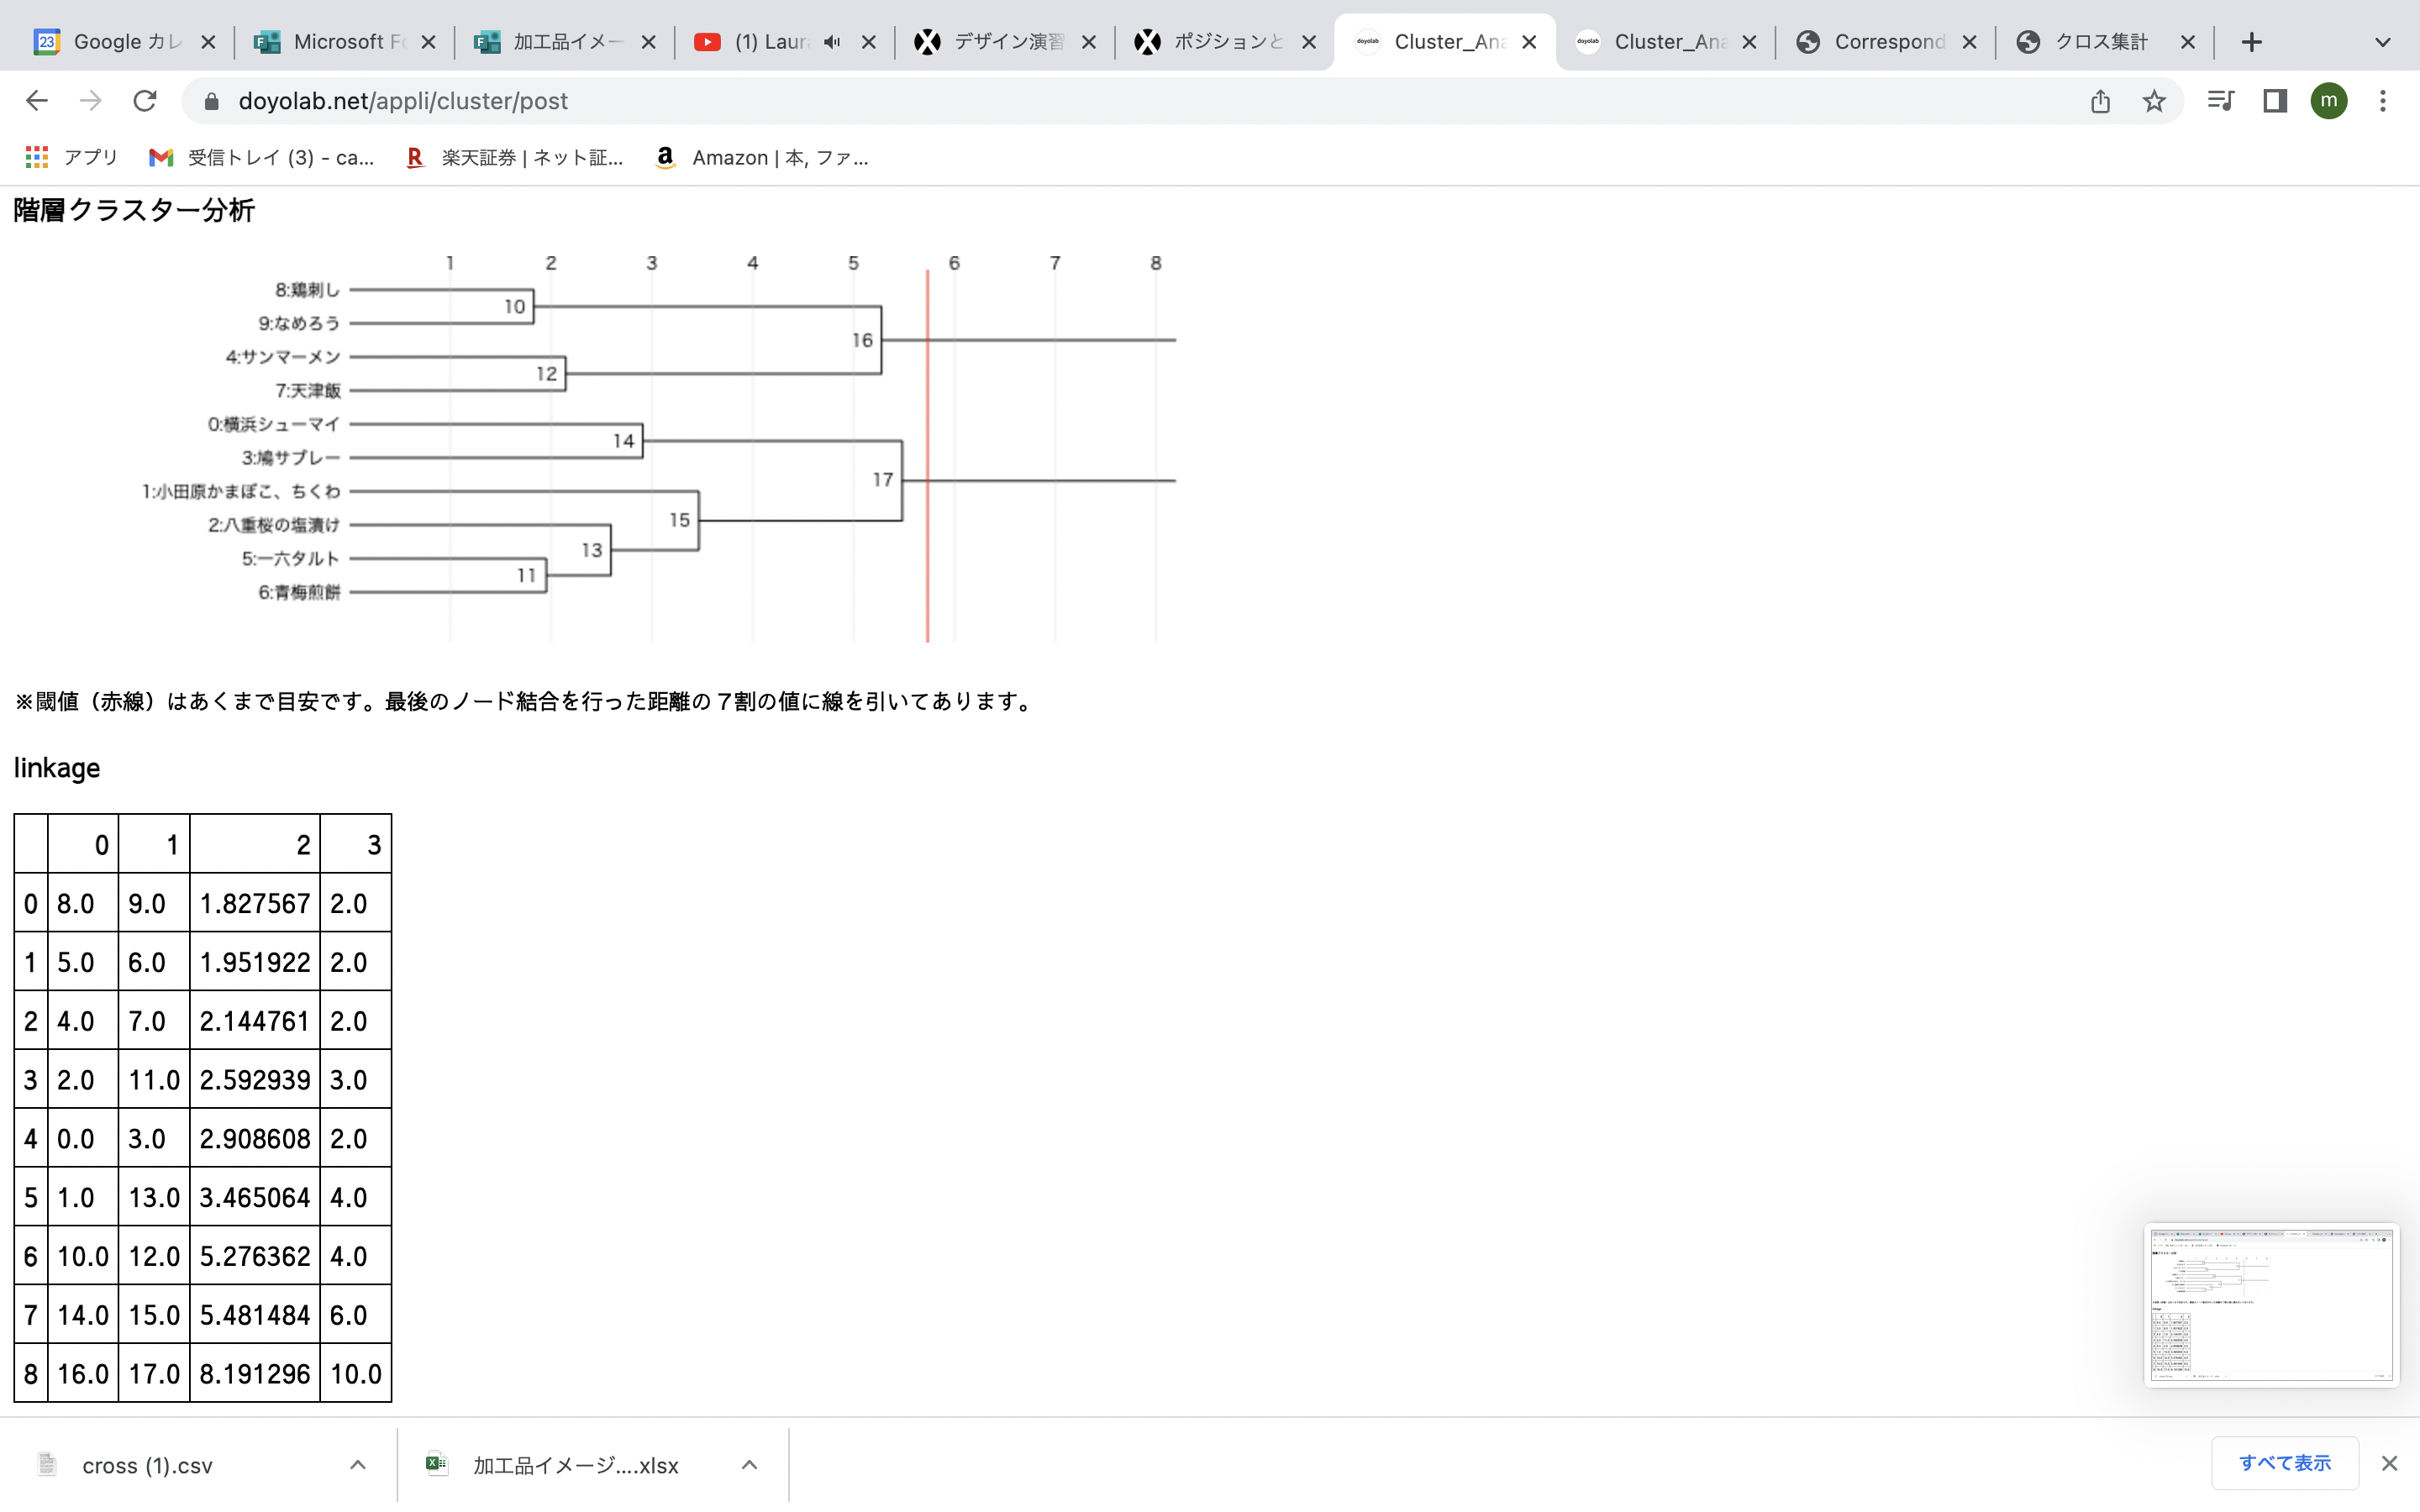 23 Google カレ
Microsoft Fo
加工品イメー
(1) Laur
デザイン演習
ポジションと
doyolab Cluster_Ana
doyolab Cluster_Ana
Correspond
クロス集計
doyolab.net/appli/cluster/post
m
アプリ
受信トレイ (3) - ca...
楽天証券 | ネット証...
Amazon | 本, ファ...
階層クラスター分析
1 2 3 4 5 6 7 8
8:鶏刺し
10
9:なめろう
16
4:サンマーメン
12
7:天津飯
0:横浜シューマイ
14
3:鳩サブレー
17
1:小田原かまぼこ、ちくわ
15
2:八重桜の塩漬け
13
5:一六タルト
11
6:青梅煎餅
※閾値（赤線）はあくまで目安です。最後のノード結合を行った距離の７割の値に線を引いてあります。
linkage
0 1 2 3
0 8.0 9.0 1.827567 2.0
1 5.0 6.0 1.951922 2.0
2 4.0 7.0 2.144761 2.0
3 2.0 11.0 2.592939 3.0
4 0.0 3.0 2.908608 2.0
5 1.0 13.0 3.465064 4.0
6 10.0 12.0 5.276362 4.0
7 14.0 15.0 5.481484 6.0
8 16.0 17.0 8.191296 10.0
cross (1).csv
加工品イメージ....xlsx
すべて表示